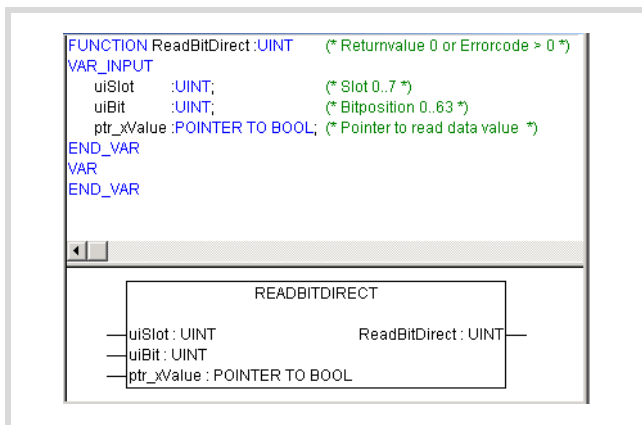 FUNCTION ReadBitDirect :UINT (* Returnvalue 0 or Errorcode > 0 *)
VAR_INPUT
uiSlot :UINT; (* Slot 0..7 *)
uiBit :UINT; (* Bitposition 0..63 *)
ptr_xValue :POINTER TO BOOL; (* Pointer to read data value *)
END_VAR
VAR
END_VAR
READBITDIRECT
uiSlot : UINT ReadBitDirect : UINT
uiBit : UINT
ptr_xValue : POINTER TO BOOL